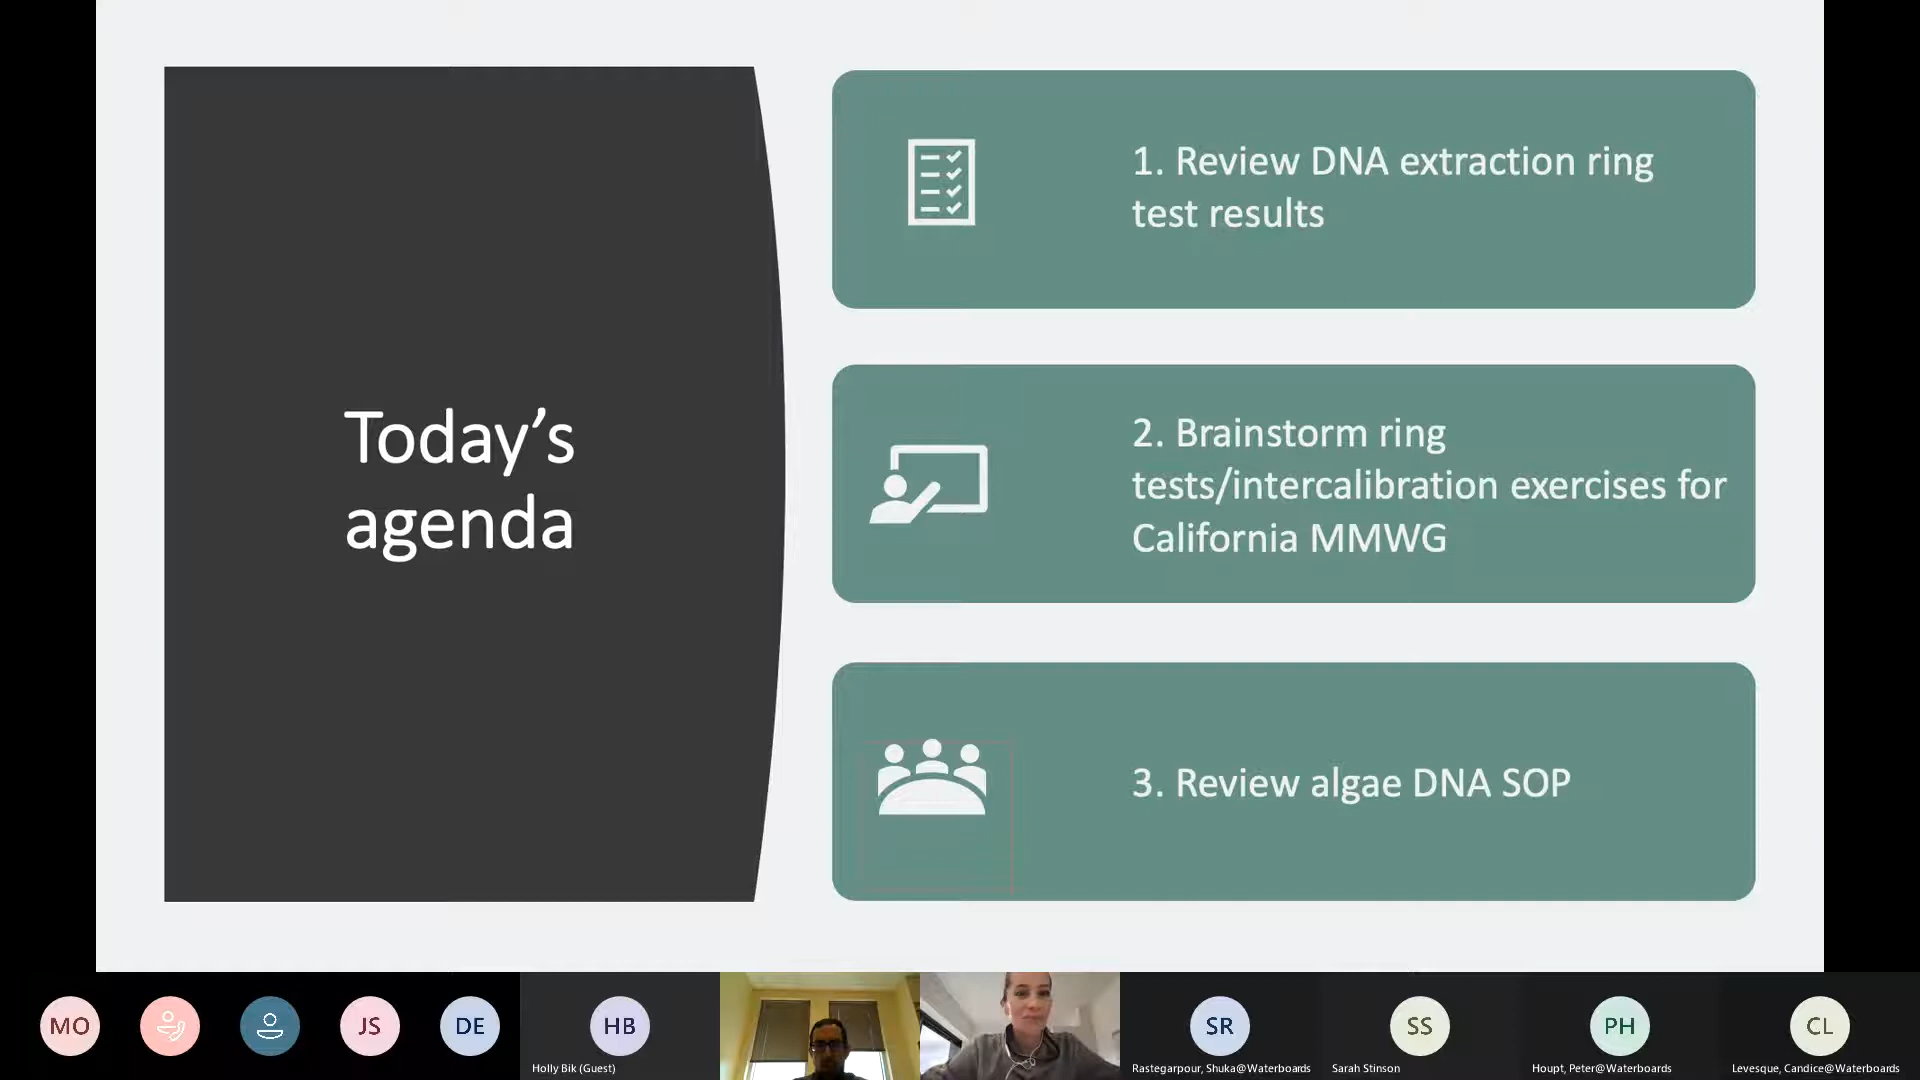 Today’s
agenda
1. Review DNA extraction ring
test results
2. Brainstorm ring
tests/intercalibration exercises for
California MMWG
3. Review algae DNA SOP
MO
JS
DE
HB
SR
SS
PH
CL
Holly Bik (Guest)
Rastegarpour, Shuka@Waterboards
Sarah Stinson
Houpt, Peter@Waterboards
Levesque, Candice@Waterboards